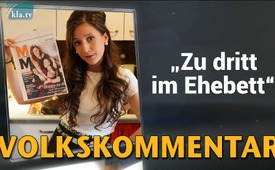 kla.tv
„Zu dritt
im Ehebett“
VOLKSKOMMENTAR